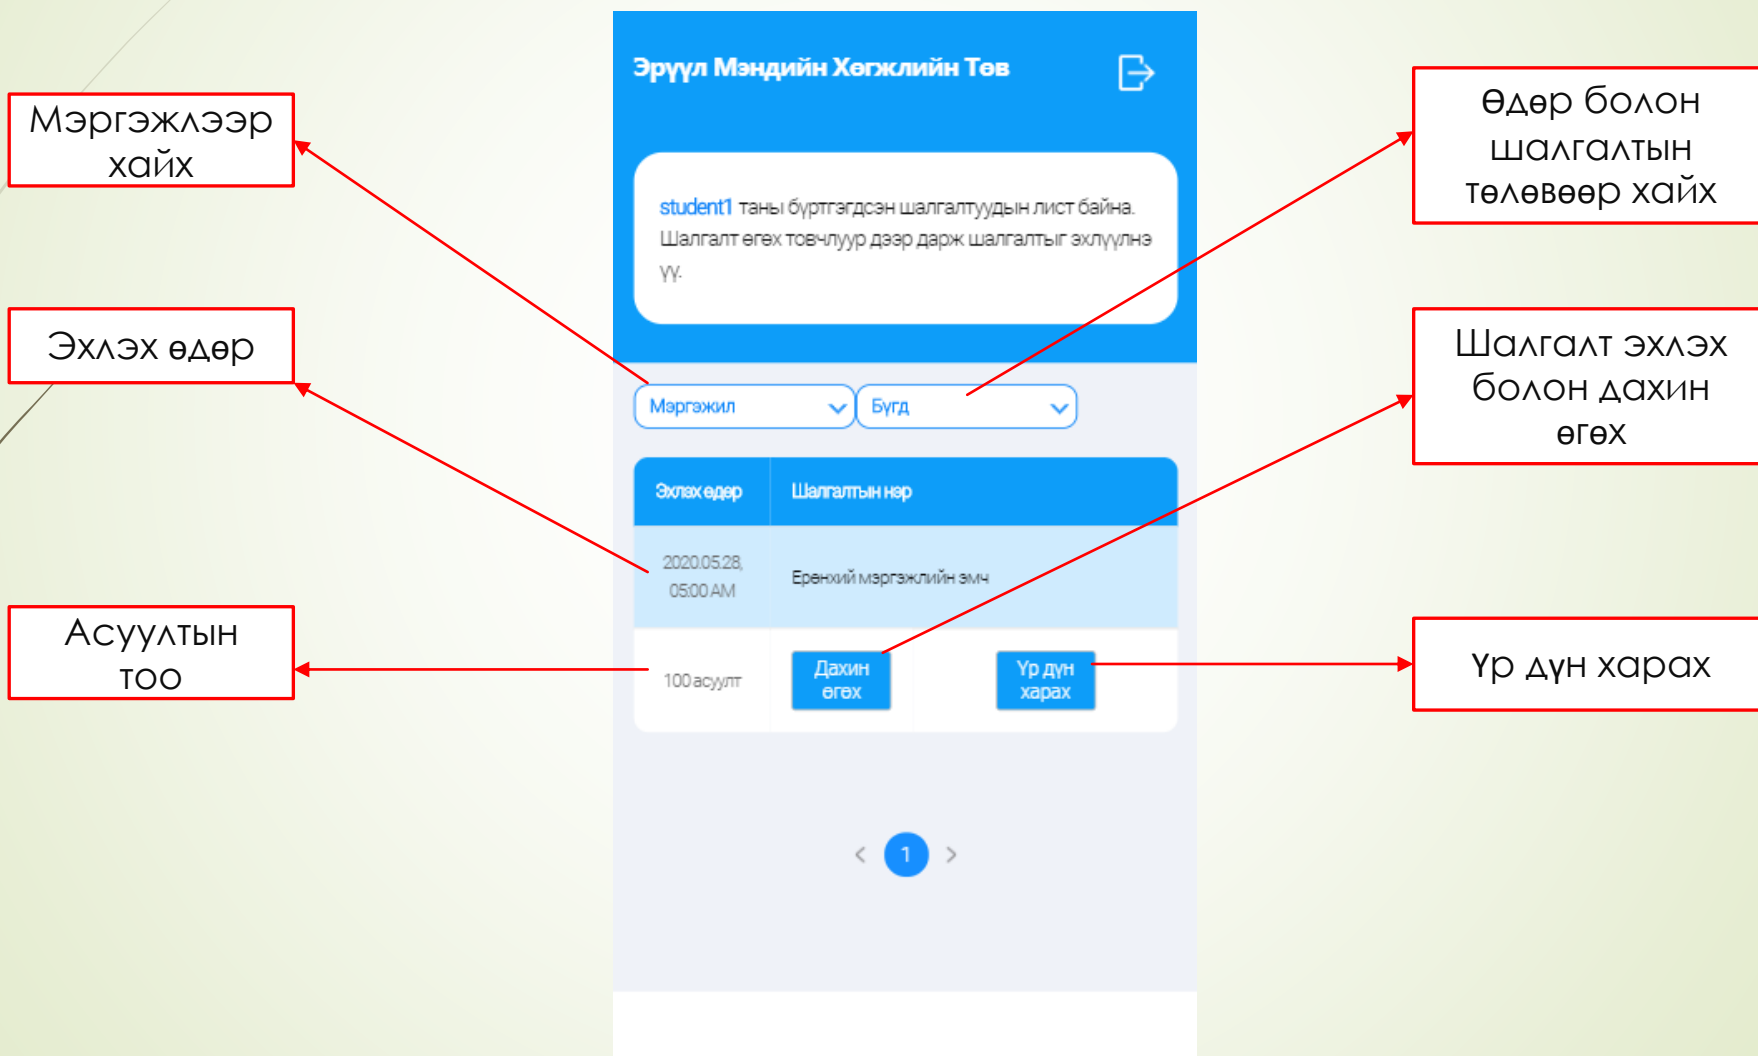 Эрүүл Мэндийн Хөгжлийн Төв
Мэргэжлээр
хайх
Өдөр болон
шалгалтын
төлөвөөр хайх
student1 таны бүртгэгдсэн шалгалтуудын лист байна.
Шалгалт өгөх товчлуур дээр дарж шалгалтыг эхлүүлнэ
үү.
Эхлэх өдөр
Шалгалт эхлэх
болон дахин
өгөх
Мэргэжил
Бүгд
Эхлэх өдөр
Шалгалтын нэр
2020.05.28,
05:00 AM
Ерөнхий мэргэжлийн эмч
Асуултын
тоо
100 асуулт
Дахин
өгөх
Үр дүн
харах
Үр дүн харах
< 1 >